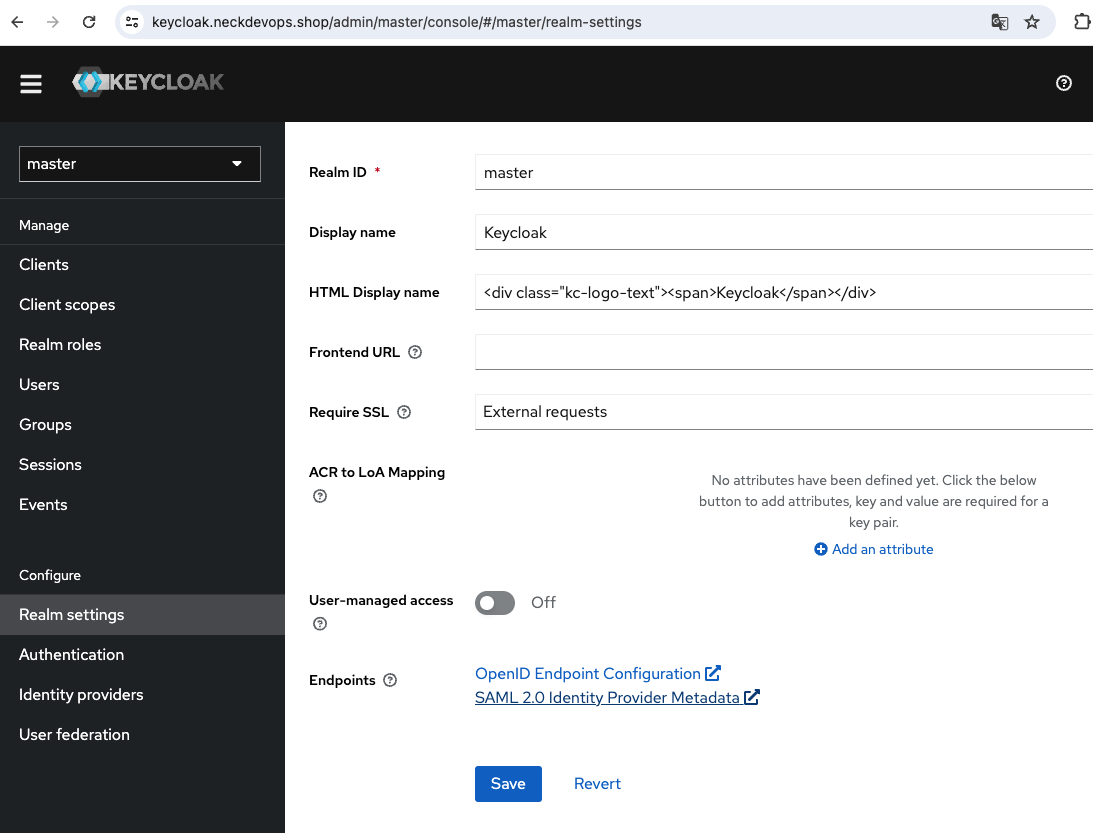 keycloak.neckdevops.shop/admin/master/console/#/master/realm-settings
KEYCLOAK
master
Manage
Clients
Client scopes
Realm roles
Users
Groups
Sessions
Events
Configure
Realm settings
Authentication
Identity providers
User federation
Realm ID *
master
Display name
Keycloak
HTML Display name
<div class="kc-logo-text"><span>Keycloak</span></div>
Frontend URL
Require SSL
External requests
ACR to LoA Mapping
No attributes have been defined yet. Click the below
button to add attributes, key and value are required for a
key pair.
Add an attribute
User-managed access
Off
Endpoints
OpenID Endpoint Configuration
SAML 2.0 Identity Provider Metadata
Save
Revert